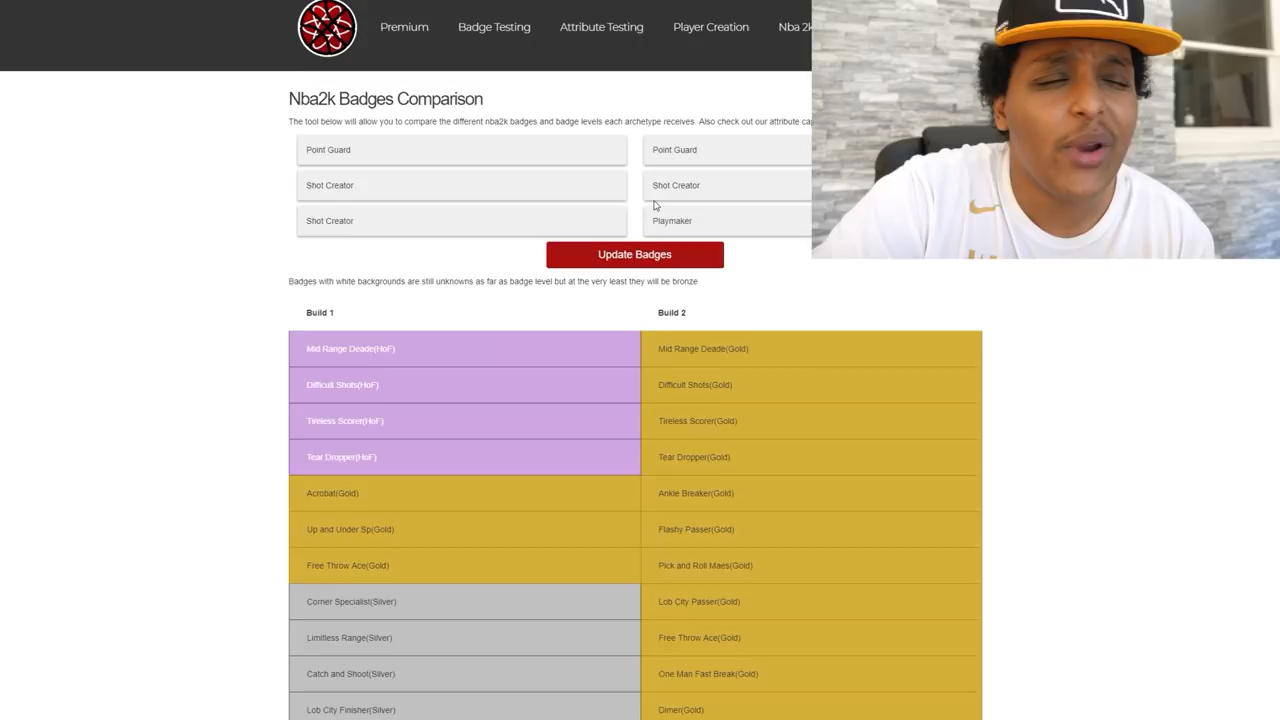 Premium Badge Testing Attribute Testing Player Creation Nba 2k
Nba2k Badges Comparison
The tool below will allow you to compare the different nba2k badges and badge levels each archetype receives. Also check out our attribute ca
Point Guard Point Guard
Shot Creator Shot Creator
Shot Creator Playmaker
Update Badges
Badges with white backgrounds are still unknowns as far as badge level but at the very least they will be bronze
Build 1 Build 2
Mid Range Deade(HoF) Mid Range Deade(Gold)
Difficult Shots(HoF) Difficult Shots(Gold)
Tireless Scorer(HoF) Tireless Scorer(Gold)
Tear Dropper(HoF) Tear Dropper(Gold)
Acrobat(Gold) Ankle Breaker(Gold)
Up and Under Sp(Gold) Flashy Passer(Gold)
Free Throw Ace(Gold) Pick and Roll Maes(Gold)
Corner Specialist(Silver) Lob City Passer(Gold)
Limitless Range(Silver) Free Throw Ace(Gold)
Catch and Shoot(Silver) One Man Fast Break(Gold)
Lob City Finisher(Silver) Dimer(Gold)